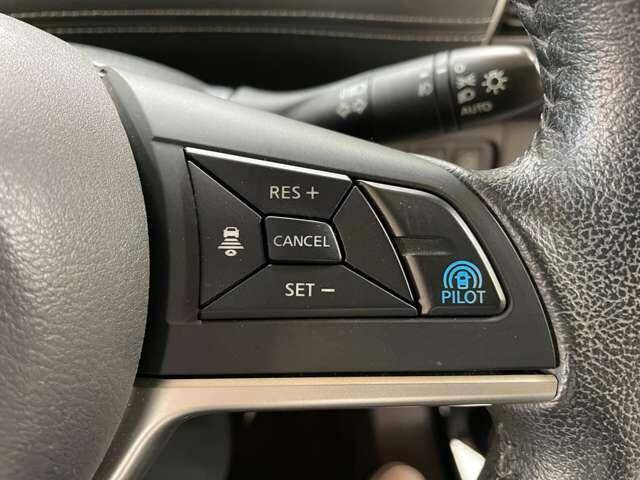 AUTO
RES +
CANCEL
SET −
PILOT